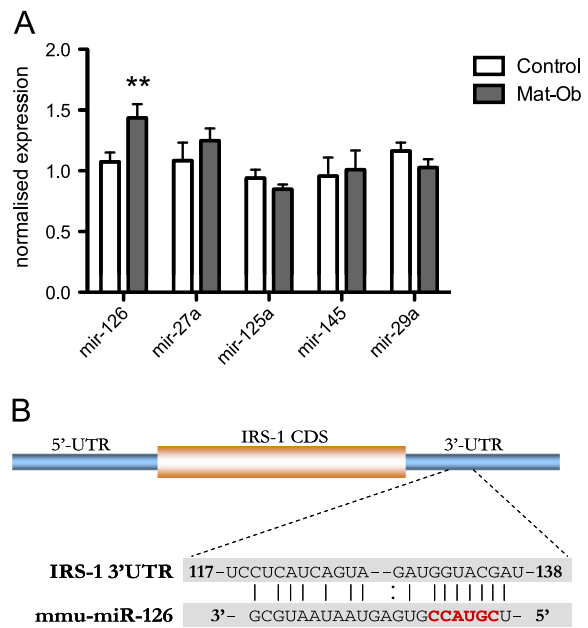 A
2.0
1.5
1.0
0.5
0.0
normalised expression
**
Control
Mat-Ob
mir-126
mir-27a
mir-125a
mir-145
mir-29a
B
5'-UTR
IRS-1 CDS
3'-UTR
IRS-1 3'UTR 117-UCCUCAUCAGUA--GAUGGUACGAU-138
mmu-miR-126 3'- GCGUAAUAAUGAGUGCCAUGCU- 5'